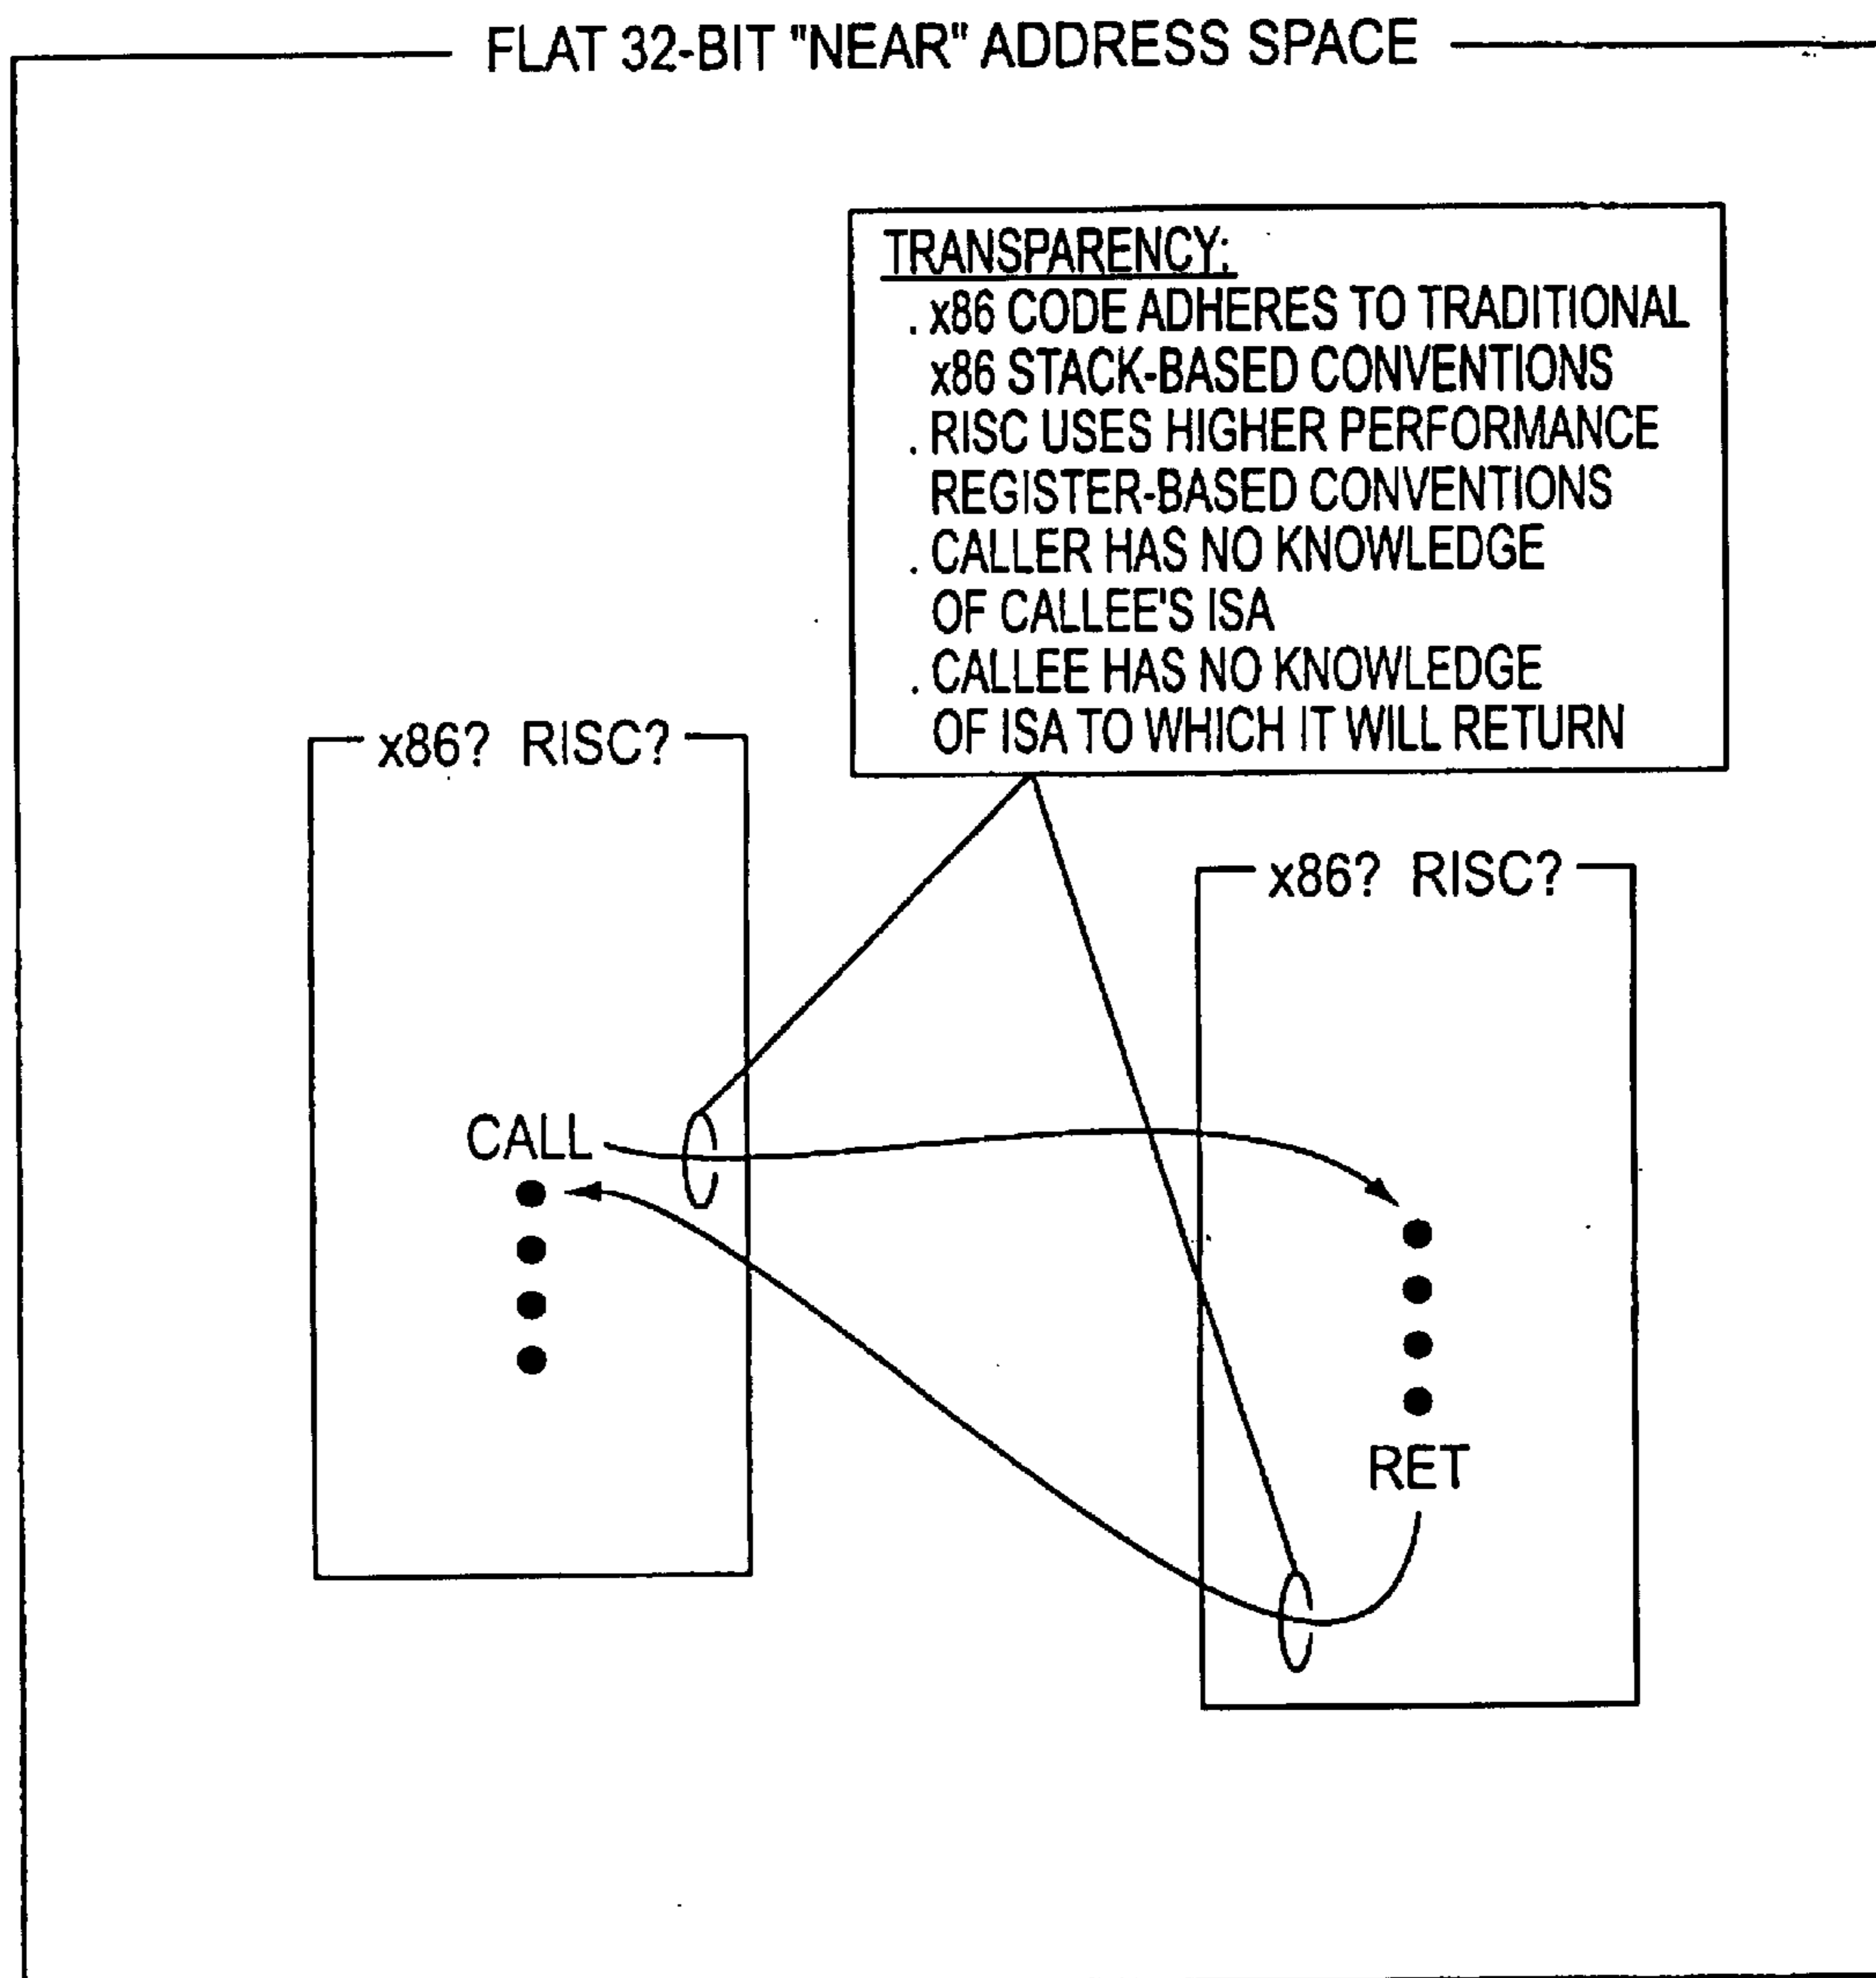 FLAT 32-BIT "NEAR" ADDRESS SPACE
TRANSPARENCY:
. x86 CODE ADHERES TO TRADITIONAL
x86 STACK-BASED CONVENTIONS
. RISC USES HIGHER PERFORMANCE
REGISTER-BASED CONVENTIONS
. CALLER HAS NO KNOWLEDGE
OF CALLEE'S ISA
. CALLEE HAS NO KNOWLEDGE
OF ISA TO WHICH IT WILL RETURN
x86? RISC?
x86? RISC?
CALL
RET